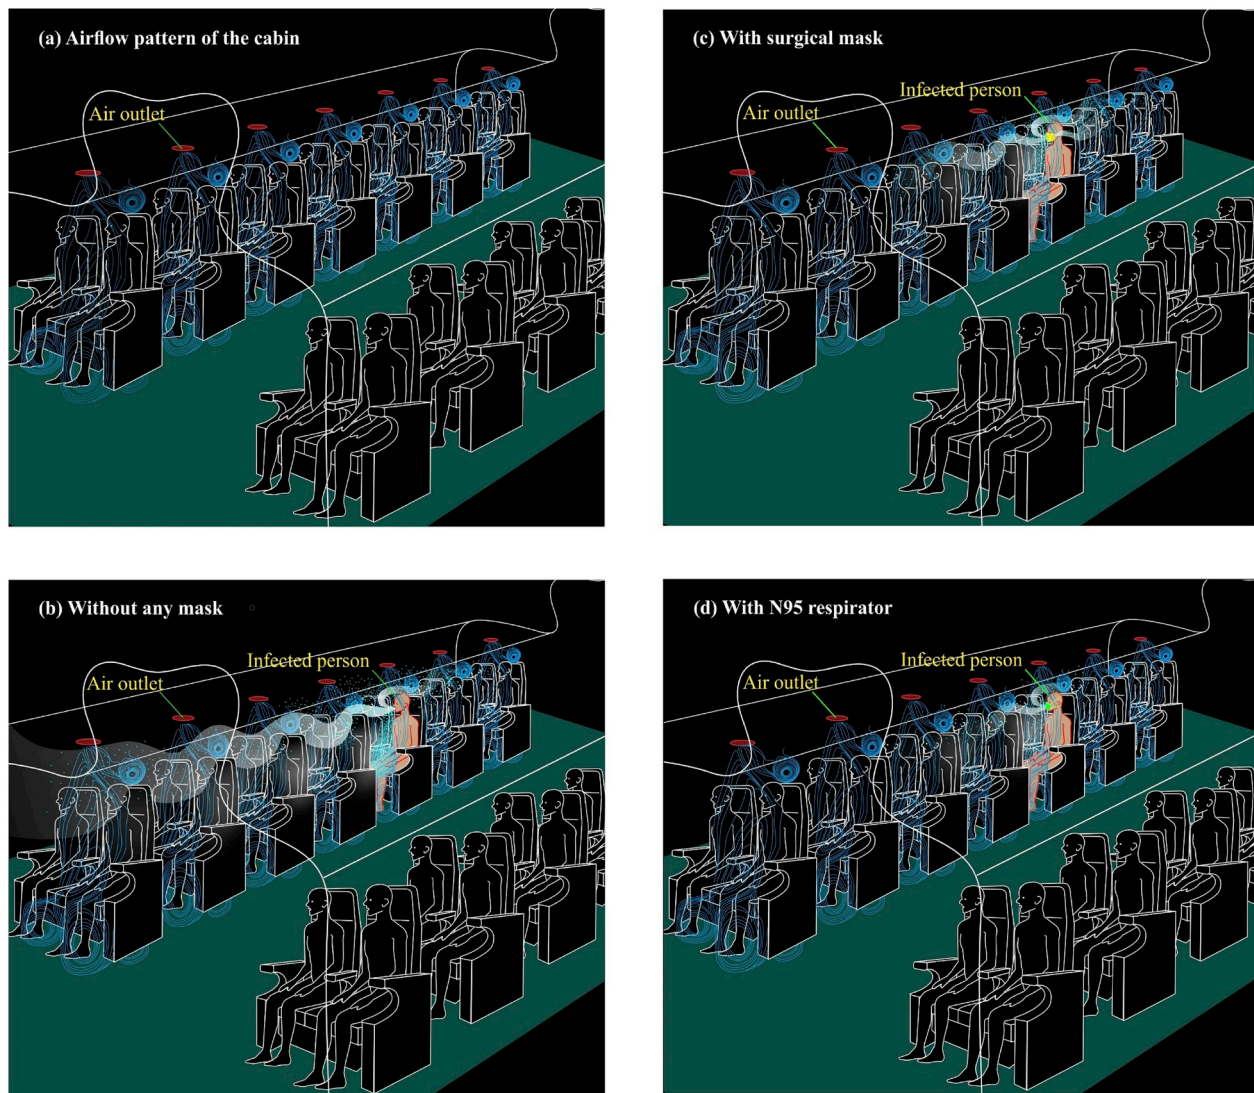 (a) Airflow pattern of the cabin
Air outlet
(c) With surgical mask
Infected person
Air outlet
(b) Without any mask
Infected person
Air outlet
(d) With N95 respirator
Infected person
Air outlet